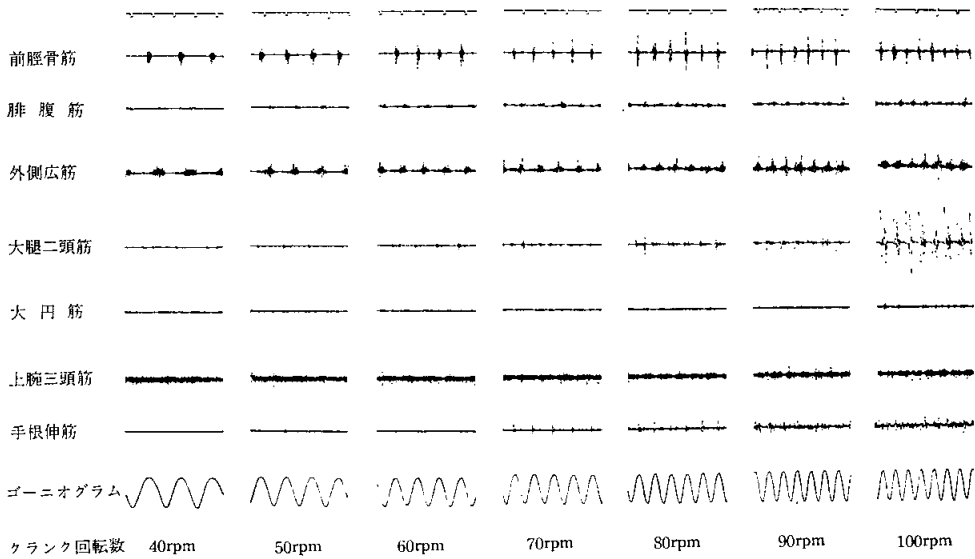 前脛骨筋
腓腹筋
外側広筋
大腿二頭筋
大円筋
上腕三頭筋
手根伸筋
ゴーニオグラム
クランク回転数 40rpm 50rpm 60rpm 70rpm 80rpm 90rpm 100rpm